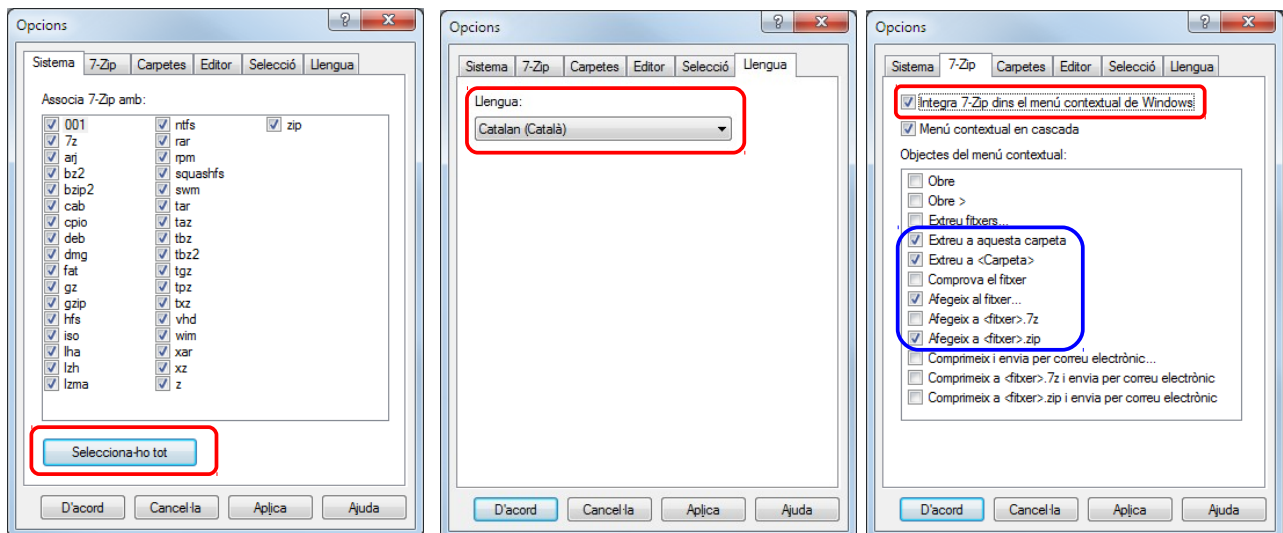 Opcions
Sistema 7-Zip Carpetes Editor Selecció Llengua
Associa 7-Zip amb:
001 ntfs zip
7z rar
arj rpm
bz2 squashfs
bzip2 swm
cab tar
cpio taz
deb tbz
dmg tbz2
fat tgz
gz tpz
gzip txz
hfs vhd
iso wim
lha xar
lzh xz
lzma z
Selecciona-ho tot
D'acord Cancel·la Aplica Ajuda
Opcions
Sistema 7-Zip Carpetes Editor Selecció Llengua
Llengua:
Catalan (Català)
D'acord Cancel·la Aplica Ajuda
Opcions
Sistema 7-Zip Carpetes Editor Selecció Llengua
Integra 7-Zip dins el menú contextual de Windows
Menú contextual en cascada
Objectes del menú contextual:
Obre
Obre >
Extreu fitxers...
Extreu a aquesta carpeta
Extreu a <Carpeta>
Comprova el fitxer
Afegeix al fitxer...
Afegeix a <fitxer>.7z
Afegeix a <fitxer>.zip
Comprimeix i envia per correu electrònic...
Comprimeix a <fitxer>.7z i envia per correu electrònic
Comprimeix a <fitxer>.zip i envia per correu electrònic
D'acord Cancel·la Aplica Ajuda